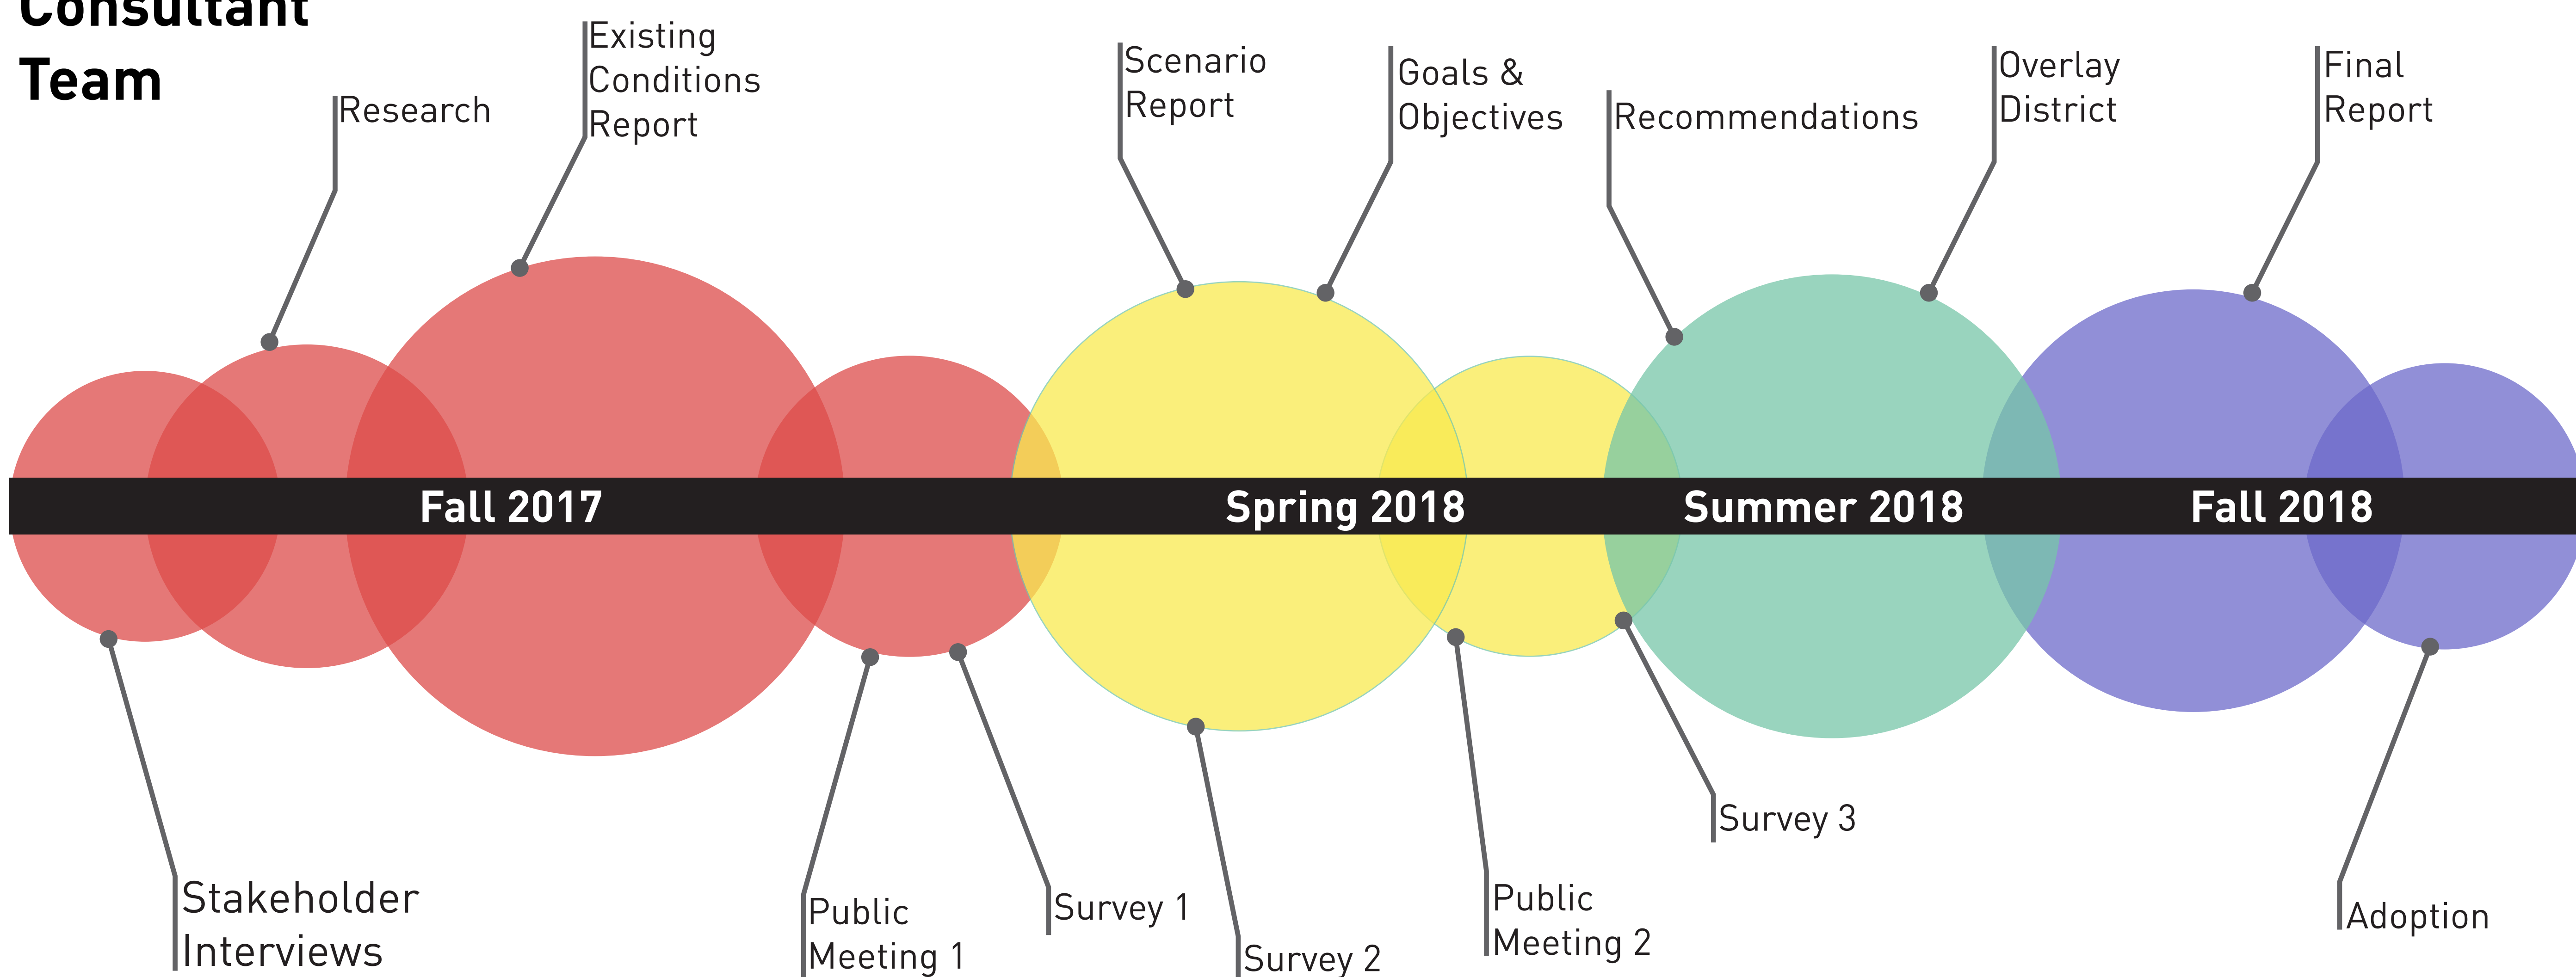 Consultant
Team
Research
Existing
Conditions
Report
Scenario
Report
Goals &
Objectives
Recommendations
Overlay
District
Final
Report
Fall 2017
Spring 2018
Summer 2018
Fall 2018
Stakeholder
Interviews
Public
Meeting 1
Survey 1
Survey 2
Public
Meeting 2
Survey 3
Adoption